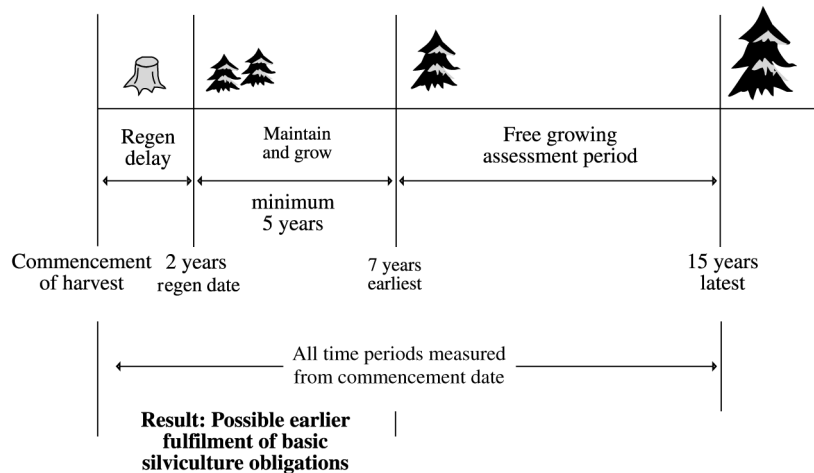 Regen
delay
Maintain
and grow
Free growing
assessment period
minimum
5 years
Commencement
of harvest
2 years
regen date
7 years
earliest
15 years
latest
All time periods measured
from commencement date
Result: Possible earlier
fulfilment of basic
silviculture obligations